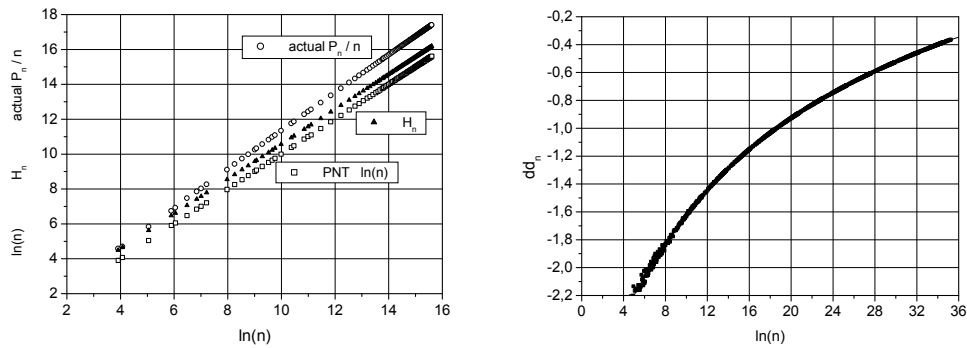 18
16
14
12
10
8
6
4
2
2 4 6 8 10 12 14 16
ln(n)
ln(n) H_n actual P_n / n
actual P_n / n
H_n
PNT ln(n)
-0,4
-0,6
-0,8
-1,0
-1,2
-1,4
-1,6
-1,8
-2,0
-2,2
0 4 8 12 16 20 24 28 32 36
ln(n)
dd_n